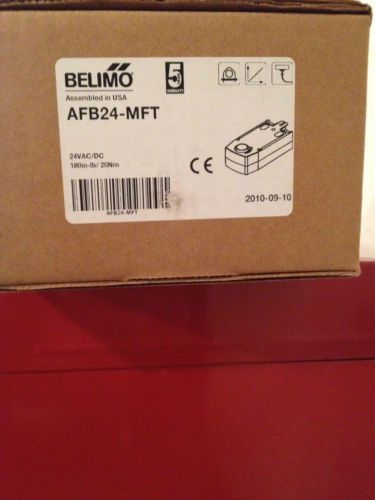 BELIMO®
Assembled in USA
5
WARRANTY
AFB24-MFT
24VAC/DC
180in-lb/ 20Nm
CE
AFB24-MFT
2010-09-10